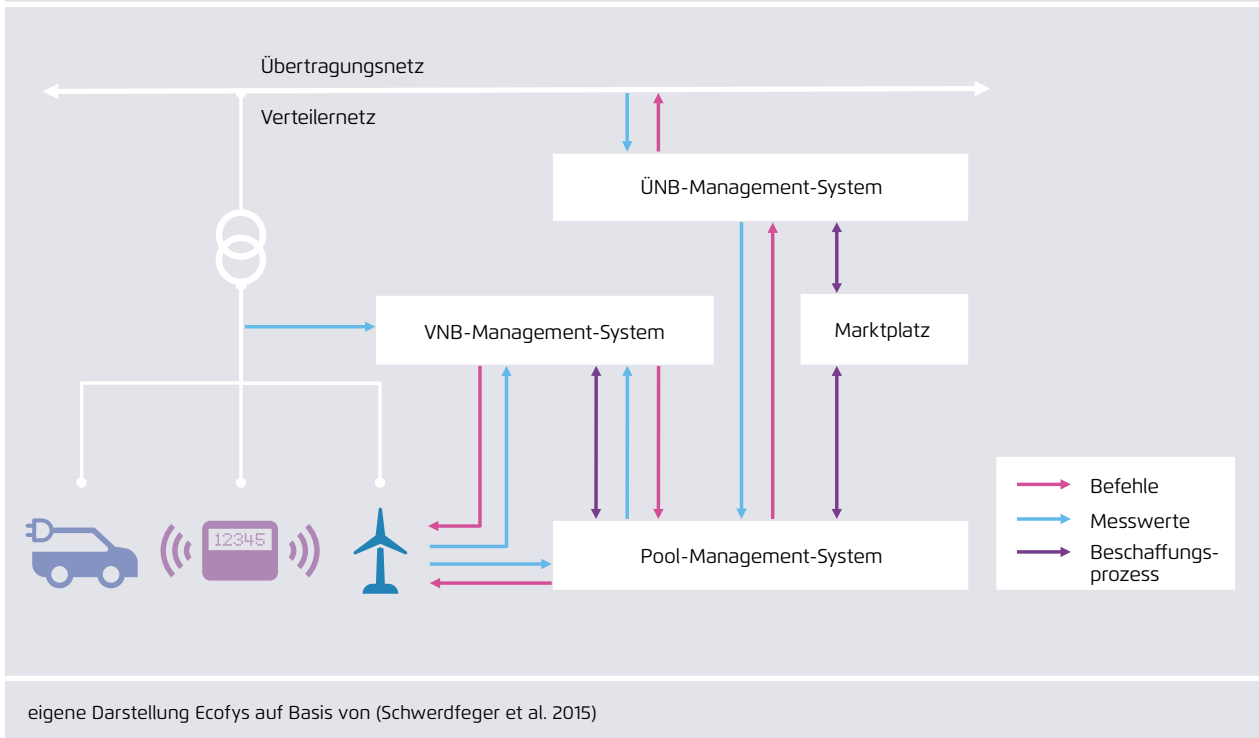 Übertragungsnetz
Verteilernetz
ÜNB-Management-System
VNB-Management-System
Marktplatz
12345
Pool-Management-System
Befehle
Messwerte
Beschaffungs-
prozess
eigene Darstellung Ecofys auf Basis von (Schwerdfeger et al. 2015)